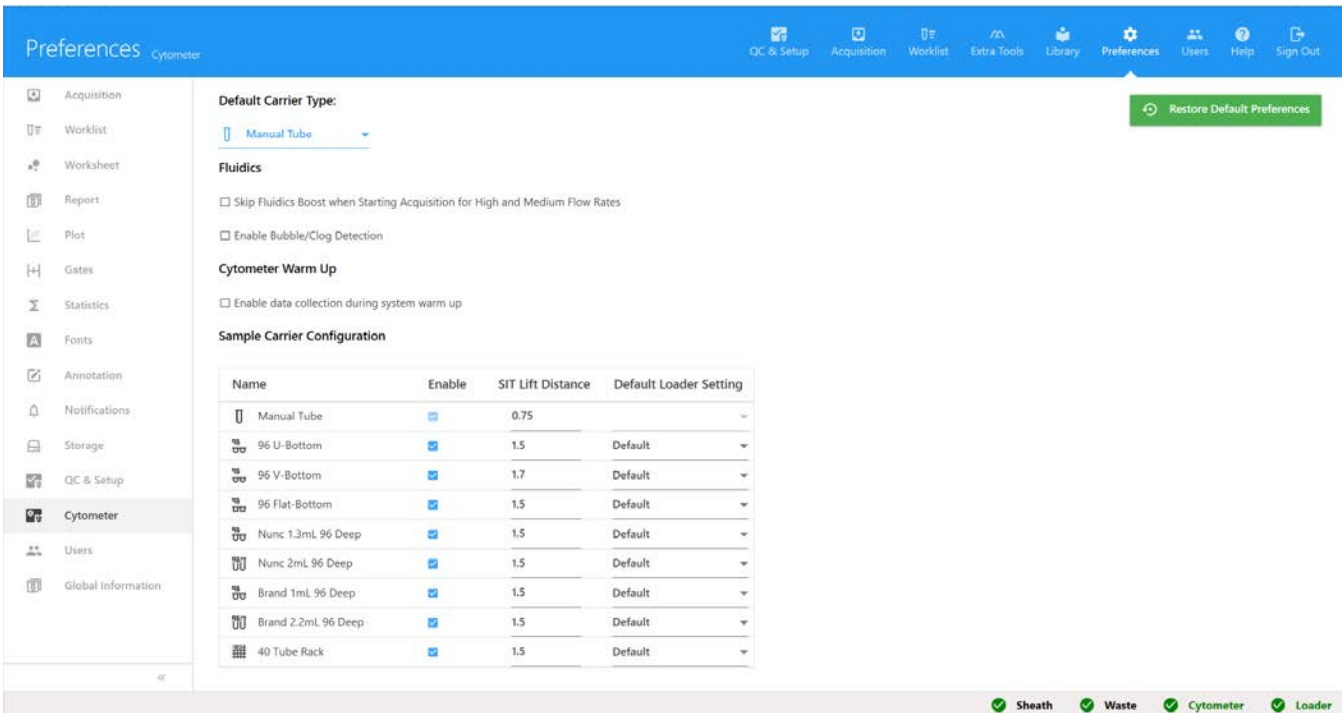 Preferences Cytometer
QC & Setup Acquisition Worklist Extra Tools Library Preferences Users Help Sign Out
Acquisition
Worklist
Worksheet
Report
Plot
Gates
Statistics
Fonts
Annotation
Notifications
Storage
QC & Setup
Cytometer
Users
Global Information
Default Carrier Type:
Restore Default Preferences
Manual Tube
Fluidics
Skip Fluidics Boost when Starting Acquisition for High and Medium Flow Rates
Enable Bubble/Clog Detection
Cytometer Warm Up
Enable data collection during system warm up
Sample Carrier Configuration
Name Enable SIT Lift Distance Default Loader Setting
Manual Tube 0.75
96 U-Bottom 1.5 Default
96 V-Bottom 1.7 Default
96 Flat-Bottom 1.5 Default
Nunc 1.3mL 96 Deep 1.5 Default
Nunc 2mL 96 Deep 1.5 Default
Brand 1mL 96 Deep 1.5 Default
Brand 2.2mL 96 Deep 1.5 Default
40 Tube Rack 1.5 Default
Sheath Waste Cytometer Loader